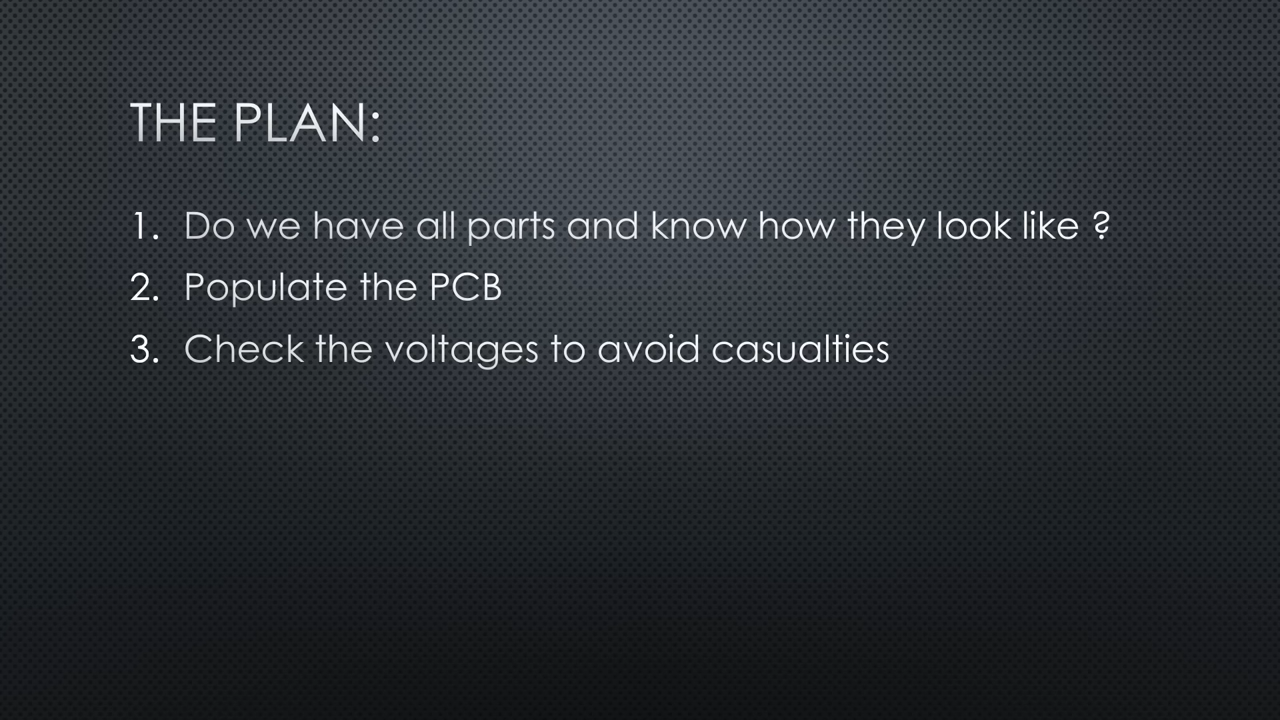 THE PLAN:
1. Do we have all parts and know how they look like ?
2. Populate the PCB
3. Check the voltages to avoid casualties